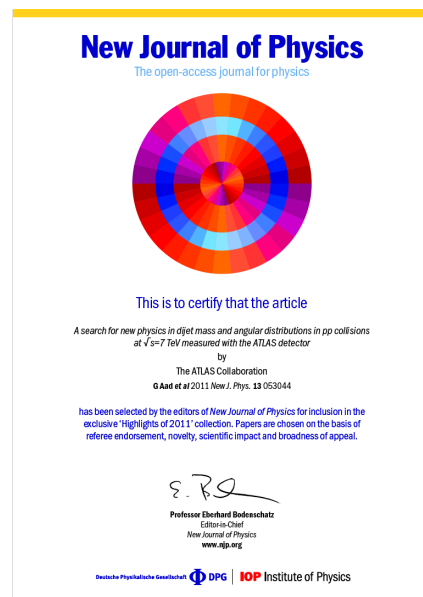 New Journal of Physics
The open-access journal for physics
This is to certify that the article
A search for new physics in dijet mass and angular distributions in pp collisions
at √s=7 TeV measured with the ATLAS detector
by
The ATLAS Collaboration
G Aad et al 2011 New J. Phys. 13 053044
has been selected by the editors of New Journal of Physics for inclusion in the
exclusive ‘Highlights of 2011’ collection. Papers are chosen on the basis of
referee endorsement, novelty, scientific impact and broadness of appeal.
Professor Eberhard Bodenschatz
Editor-in-Chief
New Journal of Physics
www.njp.org
Deutsche Physikalische Gesellschaft DPG | IOP Institute of Physics